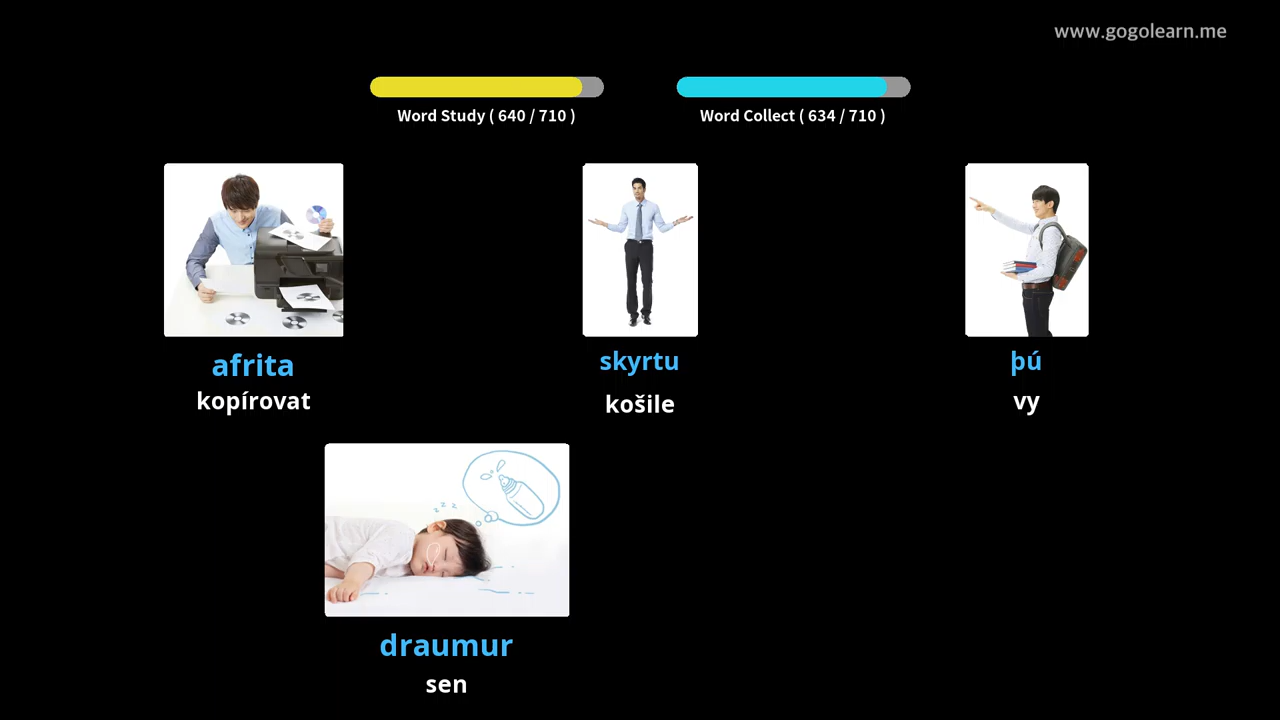 www.gogolearn.me
Word Study ( 640 / 710 )
Word Collect ( 634 / 710 )
afrita
kopírovat
skyrtu
košile
þú
vy
draumur
sen